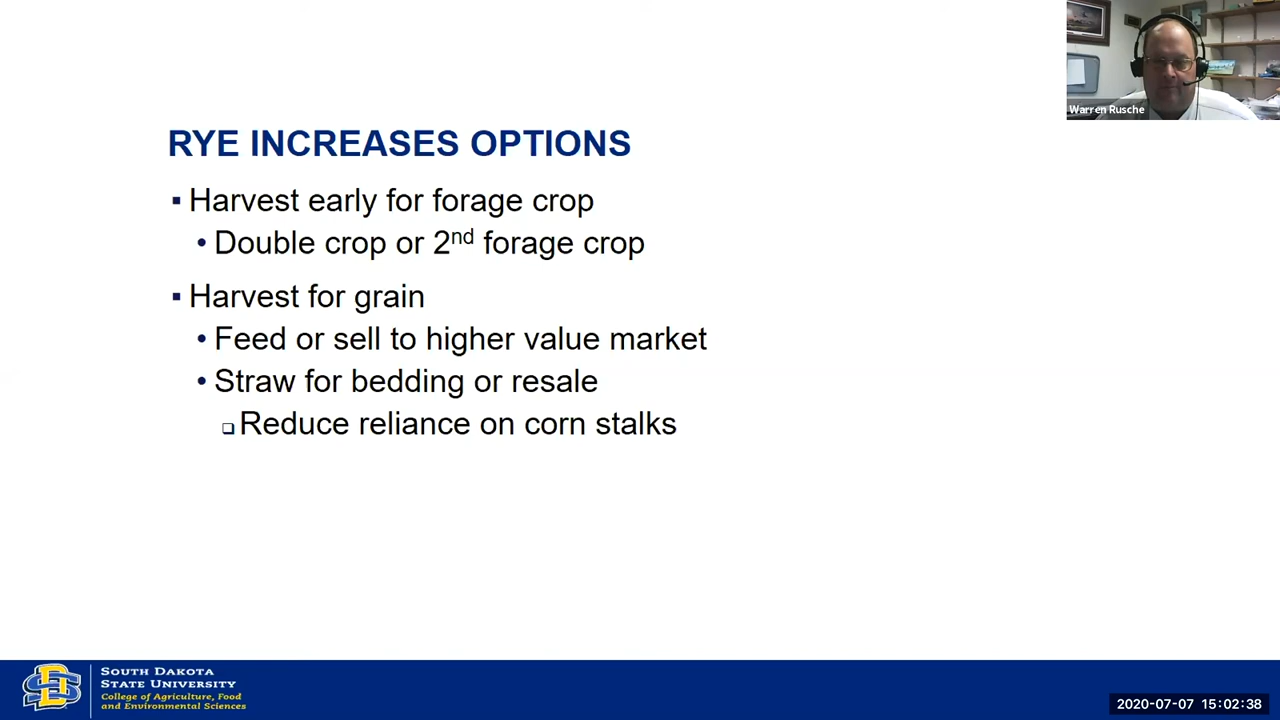 Warren Rusche
RYE INCREASES OPTIONS
▪ Harvest early for forage crop
• Double crop or 2nd forage crop
▪ Harvest for grain
• Feed or sell to higher value market
• Straw for bedding or resale
❑ Reduce reliance on corn stalks
SOUTH DAKOTA
STATE UNIVERSITY
College of Agriculture, Food
and Environmental Sciences
2020-07-07 15:02:38